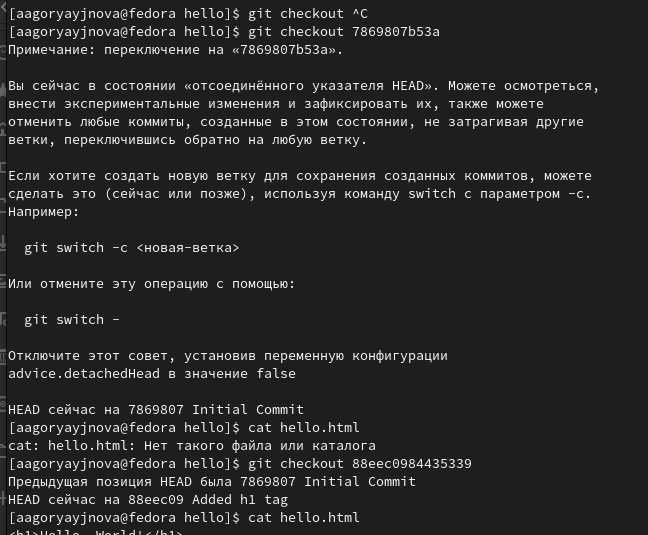 [aagoryayjnova@fedora hello]$ git checkout ^C
[aagoryayjnova@fedora hello]$ git checkout 7869807b53a
Примечание: переключение на «7869807b53a».
Вы сейчас в состоянии «отсоединённого указателя HEAD». Можете осмотреться,
внести экспериментальные изменения и зафиксировать их, также можете
отменить любые коммиты, созданные в этом состоянии, не затрагивая другие
ветки, переключившись обратно на любую ветку.
Если хотите создать новую ветку для сохранения созданных коммитов, можете
сделать это (сейчас или позже), используя команду switch с параметром -c.
Например:
git switch -c <новая-ветка>
Или отмените эту операцию с помощью:
git switch -
Отключите этот совет, установив переменную конфигурации
advice.detachedHead в значение false
HEAD сейчас на 7869807 Initial Commit
[aagoryayjnova@fedora hello]$ cat hello.html
cat: hello.html: Нет такого файла или каталога
[aagoryayjnova@fedora hello]$ git checkout 88eec0984435339
Предыдущая позиция HEAD была 7869807 Initial Commit
HEAD сейчас на 88eec09 Added h1 tag
[aagoryayjnova@fedora hello]$ cat hello.html
<h1>Hello, World!</h1>